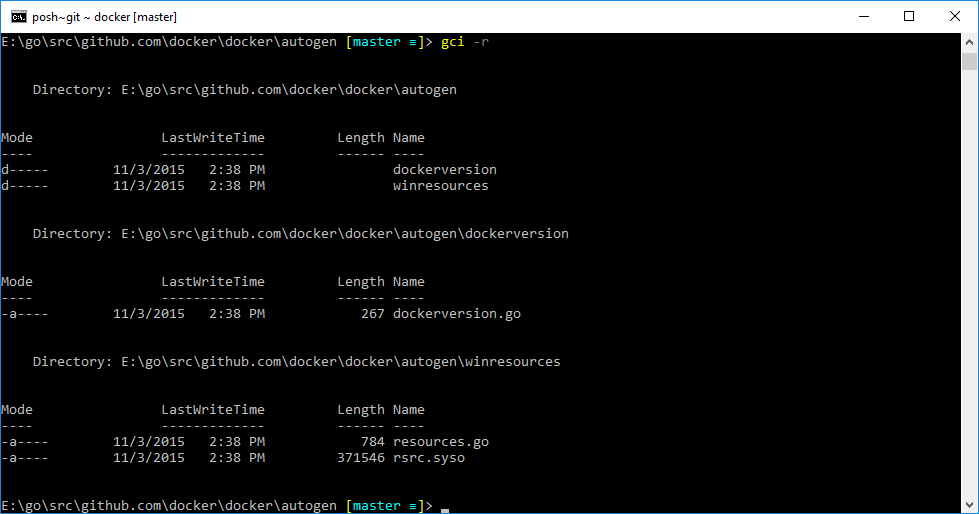 posh~git ~ docker [master]
E:\go\src\github.com\docker\docker\autogen [master ≡]> gci -r
Directory: E:\go\src\github.com\docker\docker\autogen
Mode LastWriteTime Length Name
---- ------------- ------ ----
d----- 11/3/2015 2:38 PM dockerversion
d----- 11/3/2015 2:38 PM winresources
Directory: E:\go\src\github.com\docker\docker\autogen\dockerversion
Mode LastWriteTime Length Name
---- ------------- ------ ----
-a---- 11/3/2015 2:38 PM 267 dockerversion.go
Directory: E:\go\src\github.com\docker\docker\autogen\winresources
Mode LastWriteTime Length Name
---- ------------- ------ ----
-a---- 11/3/2015 2:38 PM 784 resources.go
-a---- 11/3/2015 2:38 PM 371546 rsrc.syso
E:\go\src\github.com\docker\docker\autogen [master ≡]> _